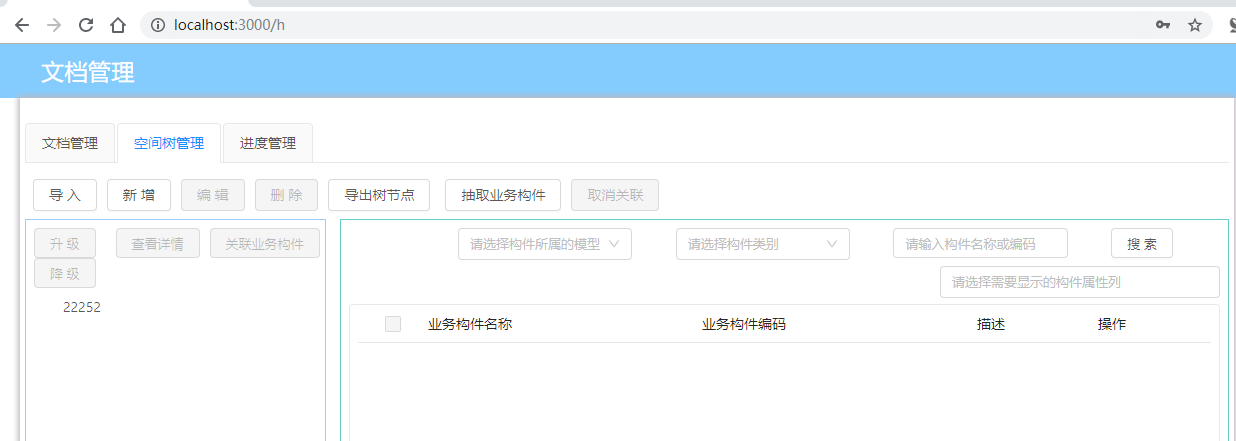 localhost:3000/h
文档管理
文档管理 空间树管理 进度管理
导 入 新 增 编 辑 删 除 导出树节点 抽取业务构件 取消关联
升 级 查看详情 关联业务构件
降 级
22252
请选择构件所属的模型 请选择构件类别 请输入构件名称或编码 搜 索
请选择需要显示的构件属性列
业务构件名称 业务构件编码 描述 操作